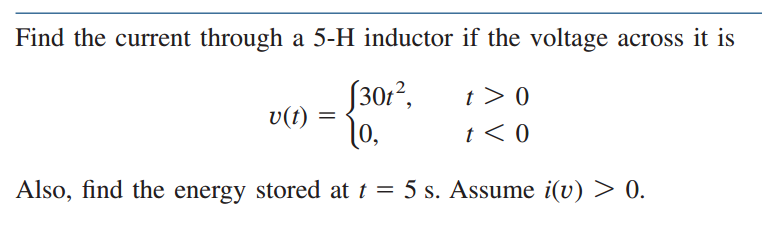 Find the current through a 5-H inductor if the voltage across it is
v(t) = {30t², t > 0
{0, t < 0
Also, find the energy stored at t = 5 s. Assume i(v) > 0.